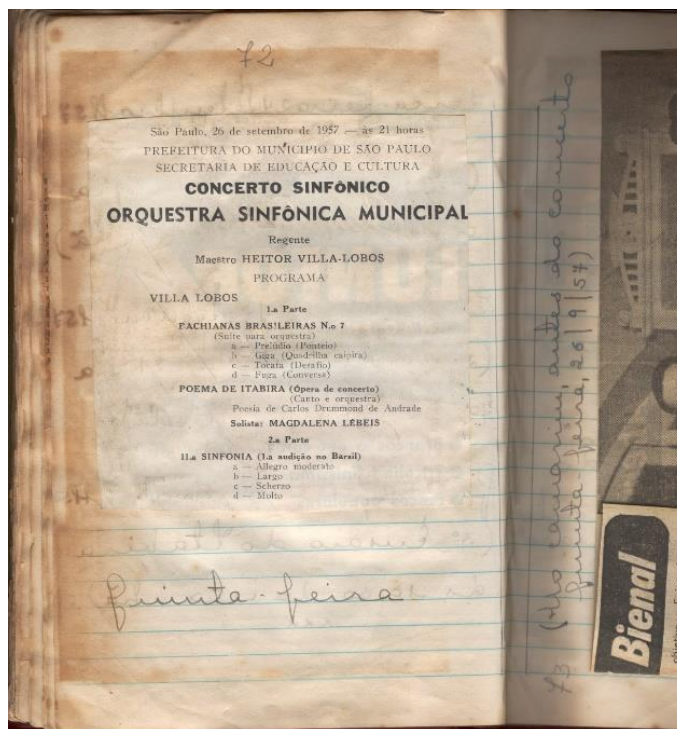 72
São Paulo, 26 de setembro de 1957 — às 21 horas
PREFEITURA DO MUNICIPIO DE SÃO PAULO
SECRETARIA DE EDUCAÇÃO E CULTURA
CONCERTO SINFÔNICO
ORQUESTRA SINFÔNICA MUNICIPAL
Regente
Maestro HEITOR VILLA-LOBOS
PROGRAMA
VILLA LOBOS
1.a Parte
FACHIANAS BRASILEIRAS N.o 7
(Suite para orquestra)
a — Prelúdio (Ponteio)
b — Giga (Quadrilha caipira)
c — Tocata (Desafio)
d — Fuga (Conversa)
POEMA DE ITABIRA (Ópera de concerto)
(Canto e orquestra)
Poesia de Carlos Drummond de Andrade
Solista: MAGDALENA LÉBEIS
2.a Parte
11.a SINFONIA (1.a audição no Barsil)
a — Allegro moderato
b — Largo
c — Scherzo
d — Molto
quinta-feira
73 (No camarim, antes do concerto
quinta feira, 26/9/57)
Bienal